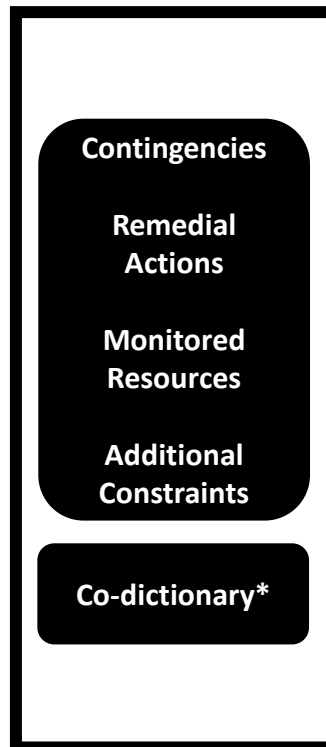 Contingencies
Remedial
Actions
Monitored
Resources
Additional
Constraints
Co-dictionary*